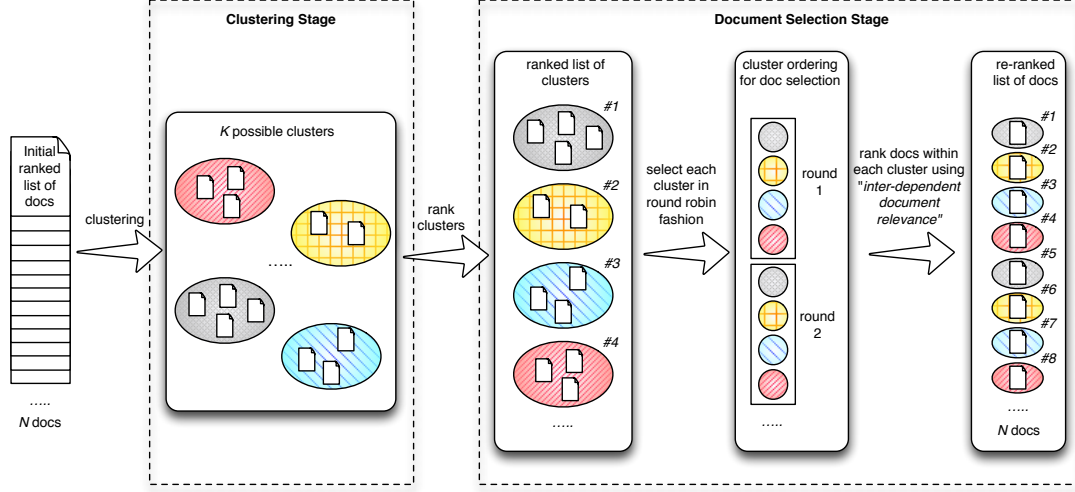 Clustering Stage
Document Selection Stage
Initial
ranked
list of
docs
.....
N docs
clustering
K possible clusters
.....
rank
clusters
ranked list of
clusters
#1
#2
#3
#4
.....
select each
cluster in
round robin
fashion
cluster ordering
for doc selection
round
1
round
2
.....
rank docs within
each cluster using
"inter-dependent
document
relevance"
re-ranked
list of docs
#1
#2
#3
#4
#5
#6
#7
#8
.....
N docs